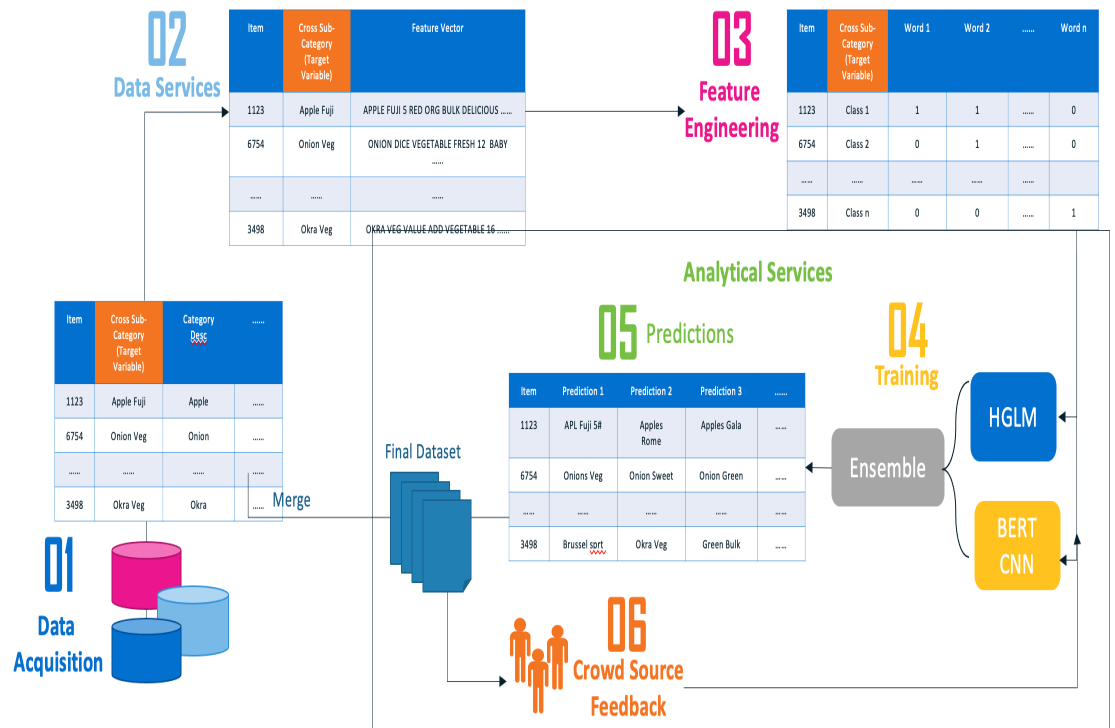 02
Data Services
Item
Cross Sub-
Category
(Target
Variable)
Feature Vector
1123
Apple Fuji
APPLE FUJI 5 RED ORG BULK DELICIOUS ......
6754
Onion Veg
ONION DICE VEGETABLE FRESH 12 BABY
......
......
......
......
3498
Okra Veg
OKRA VEG VALUE ADD VEGETABLE 16 ......
03
Feature
Engineering
Item
Cross Sub-
Category
(Target
Variable)
Word 1
Word 2
......
Word n
1123
Class 1
1
1
......
0
6754
Class 2
0
1
......
0
......
......
......
......
......
3498
Class n
0
0
......
1
Item
Cross Sub-
Category
(Target
Variable)
Category
Desc
......
1123
Apple Fuji
Apple
......
6754
Onion Veg
Onion
......
......
......
......
......
3498
Okra Veg
Okra
......
01
Data
Acquisition
Merge
Final Dataset
Analytical Services
05
Predictions
Item
Prediction 1
Prediction 2
Prediction 3
......
1123
APL Fuji 5#
Apples
Rome
Apples Gala
......
6754
Onions Veg
Onion Sweet
Onion Green
......
......
......
......
......
......
3498
Brussel sprt
Okra Veg
Green Bulk
......
04
Training
Ensemble
HGLM
BERT
CNN
06
Crowd Source
Feedback